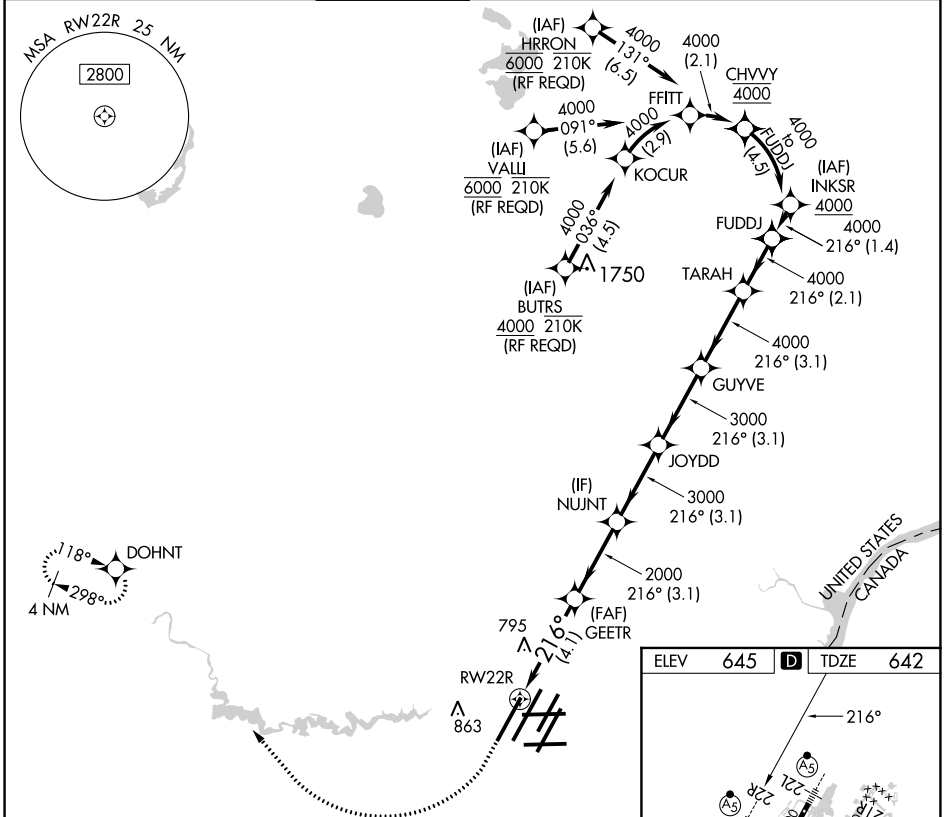 MSA RW22R 25 NM
2800
(IAF)
HRRON
6000 210K
(RF REQD)
4000
131°
(6.5)
4000
(2.1)
CHVVY
4000
FFITT
4000
091°
(5.6)
(IAF)
VALLI
6000 210K
(RF REQD)
4000
(2.9)
KOCUR
4000
to
FUDDJ
(4.5)
(IAF)
INKSR
4000
4000
216° (1.4)
FUDDJ
4000
036°
(4.5)
1750
(IAF)
BUTRS
4000 210K
(RF REQD)
TARAH
4000
216° (2.1)
4000
216° (3.1)
GUYVE
3000
216° (3.1)
JOYDD
(IF)
NUJNT
3000
216° (3.1)
2000
216° (3.1)
(FAF)
GEETR
118°
DOHNT
298°
4 NM
UNITED STATES
CANADA
795
216°
(4.1)
RW22R
863
ELEV 645 D TDZE 642
216°
A5
22R
22L
A5